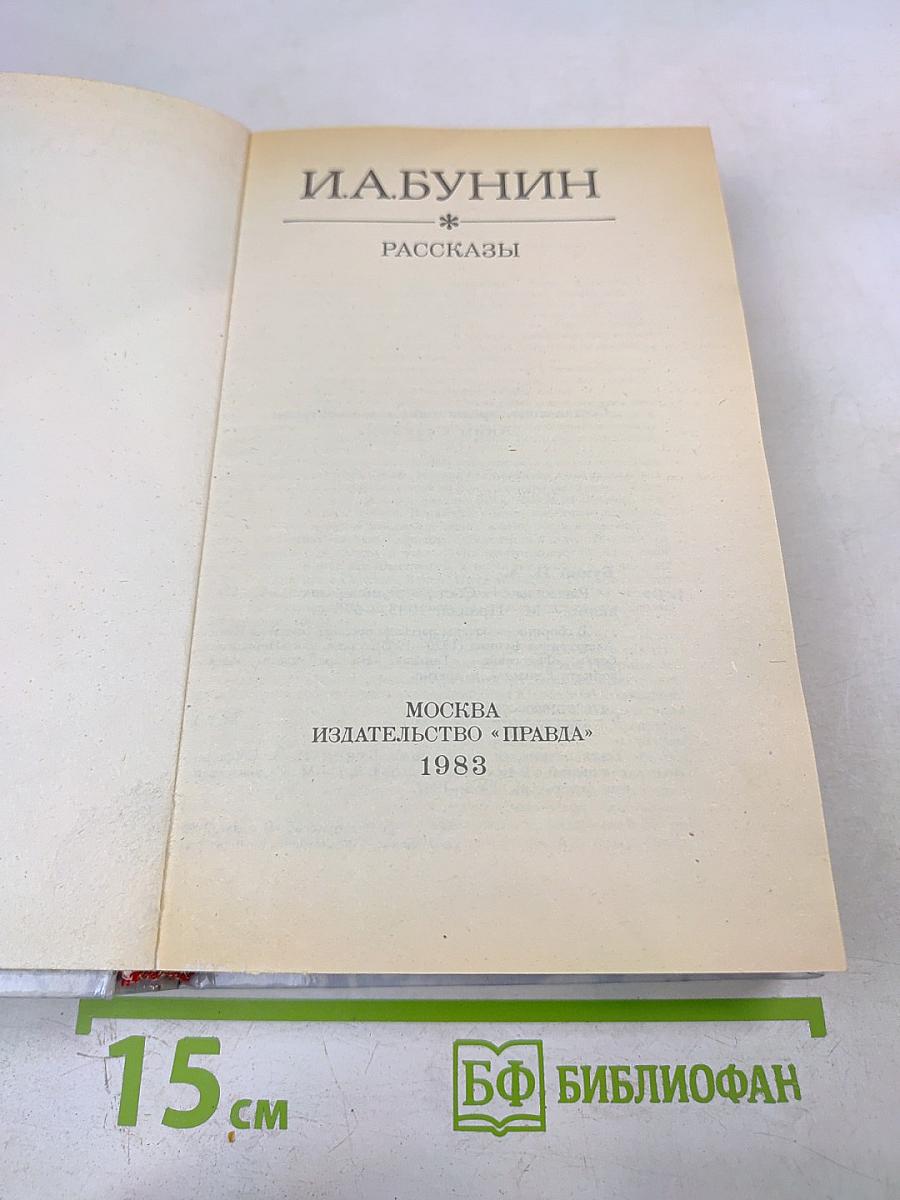 И.А.БУНИН
*
РАССКАЗЫ
МОСКВА
ИЗДАТЕЛЬСТВО «ПРАВДА»
1983
15 см
БФ БИБЛИОФАН